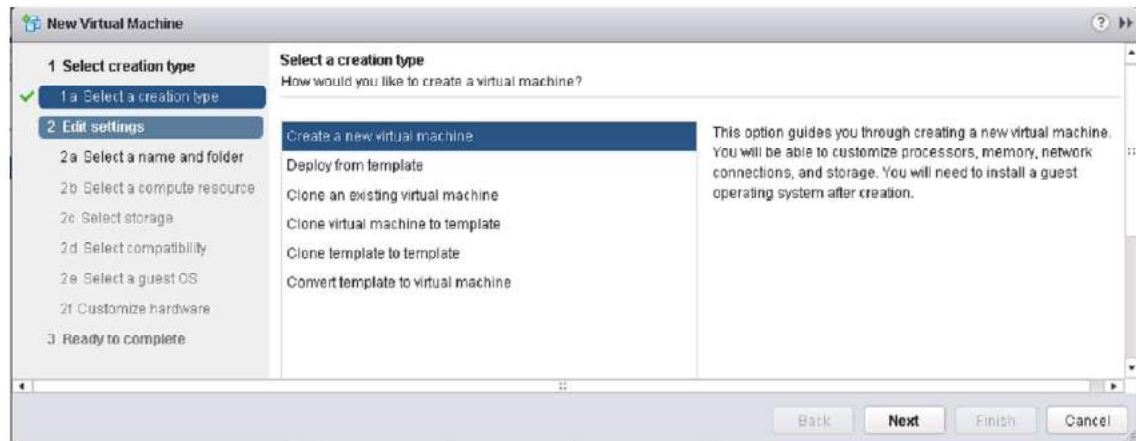 New Virtual Machine
1 Select creation type
1a Select a creation type
2 Edit settings
2a Select a name and folder
2b Select a compute resource
2c Select storage
2d Select compatibility
2e Select a guest OS
2f Customize hardware
3 Ready to complete
Select a creation type
How would you like to create a virtual machine?
Create a new virtual machine
Deploy from template
Clone an existing virtual machine
Clone virtual machine to template
Clone template to template
Convert template to virtual machine
This option guides you through creating a new virtual machine.
You will be able to customize processors, memory, network
connections, and storage. You will need to install a guest
operating system after creation.
Back Next Finish Cancel